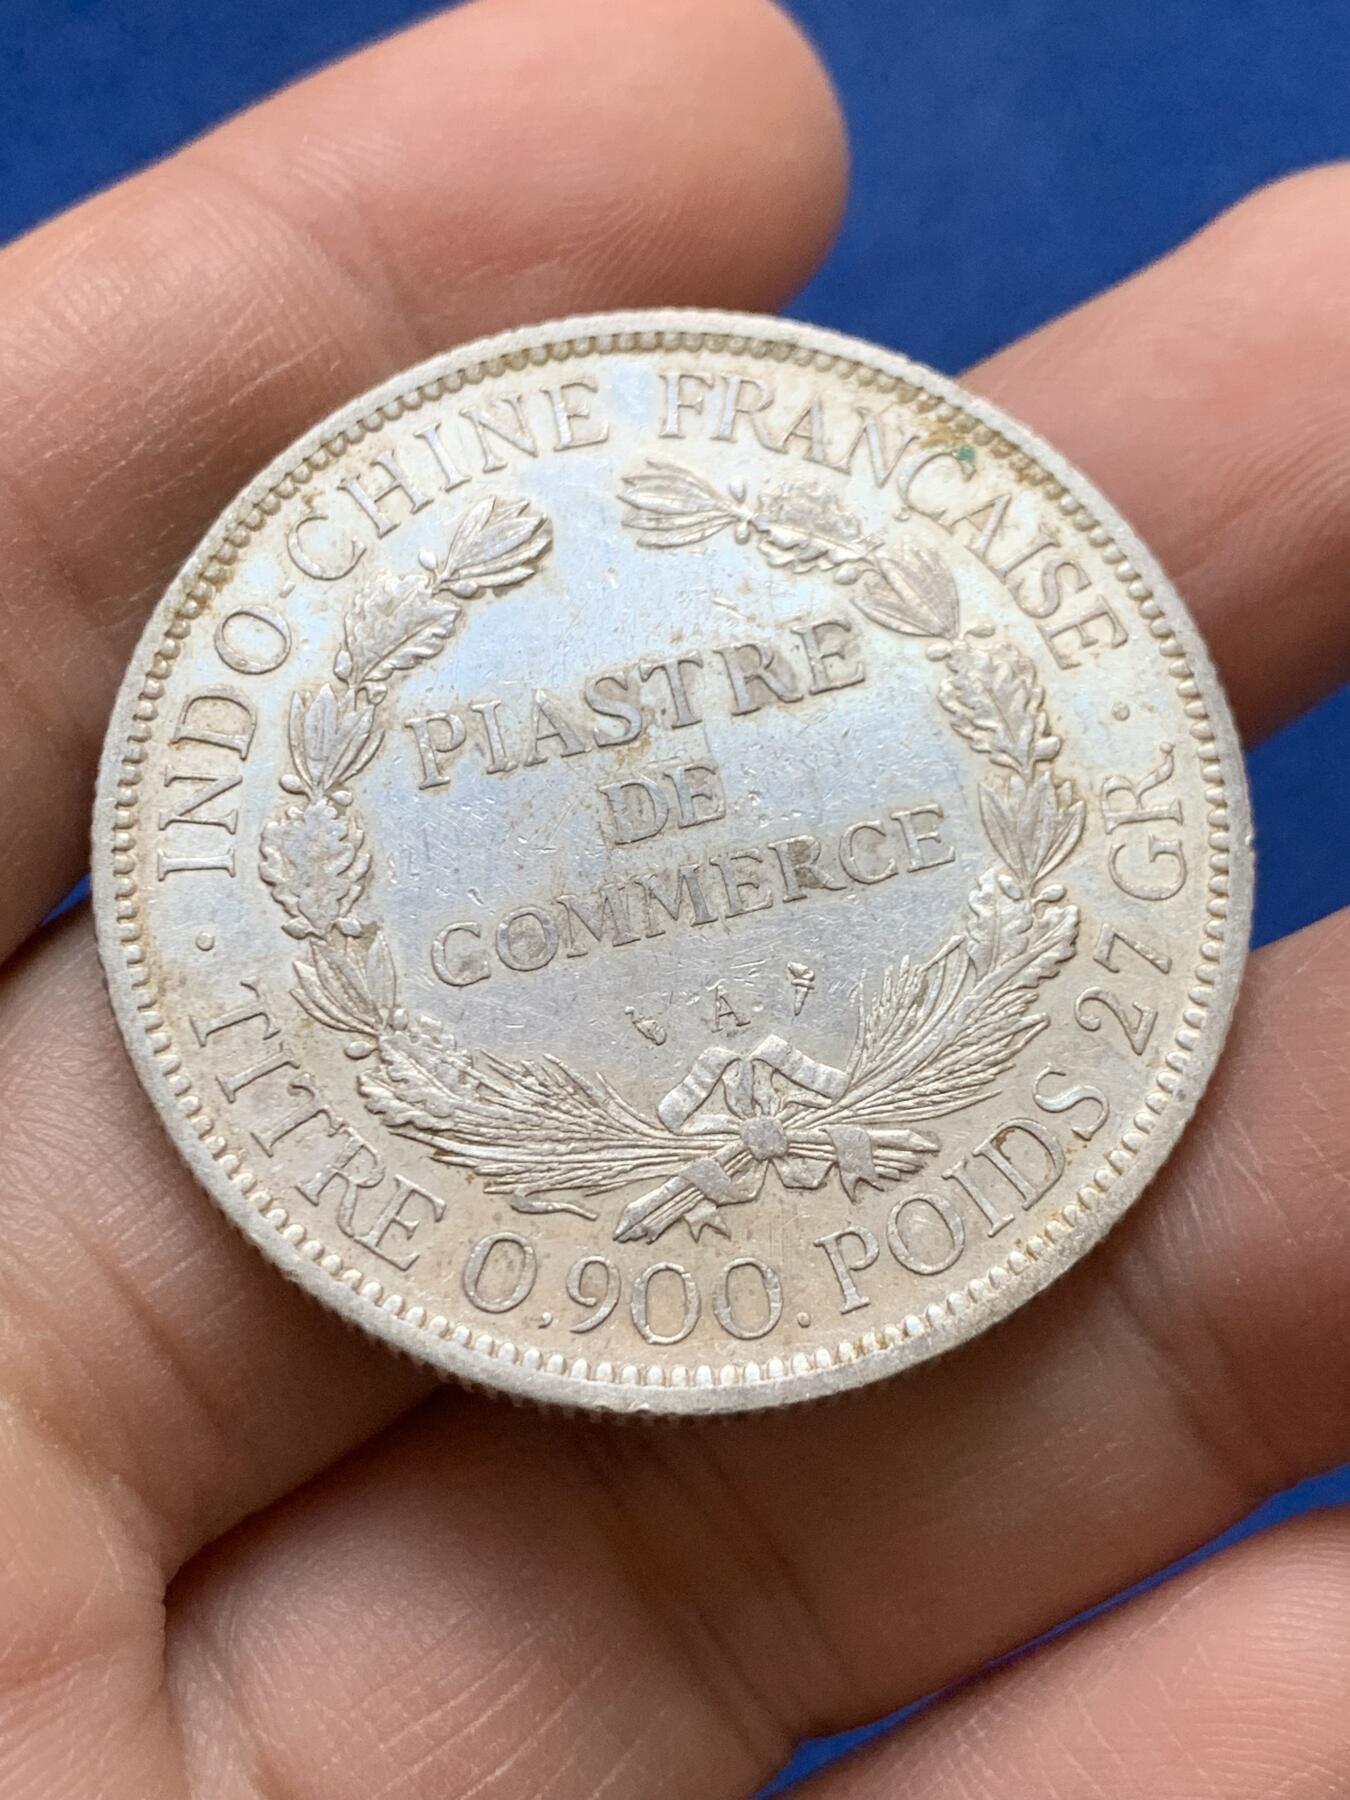 INDO-CHINE FRANÇAISE
PIASTRE
DE
COMMERCE
A
TITRE 0,900. POIDS 27 GR.